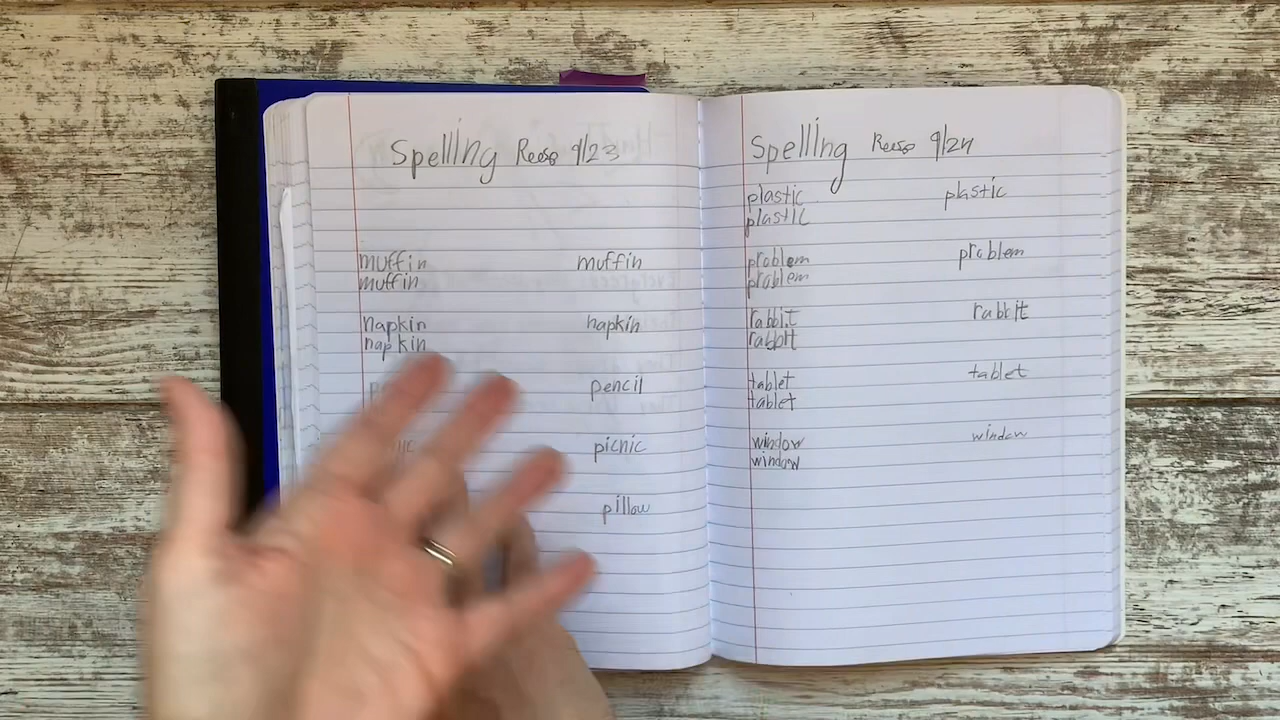 Spelling Reese 9/23
muffin muffin
muffin
napkin napkin
napkin
pencil
picnic
pillow
Spelling Reese 9/24
plastic plastic
plastic
problem problem
problem
rabbit rabbit
rabbit
tablet tablet
tablet
window window
window